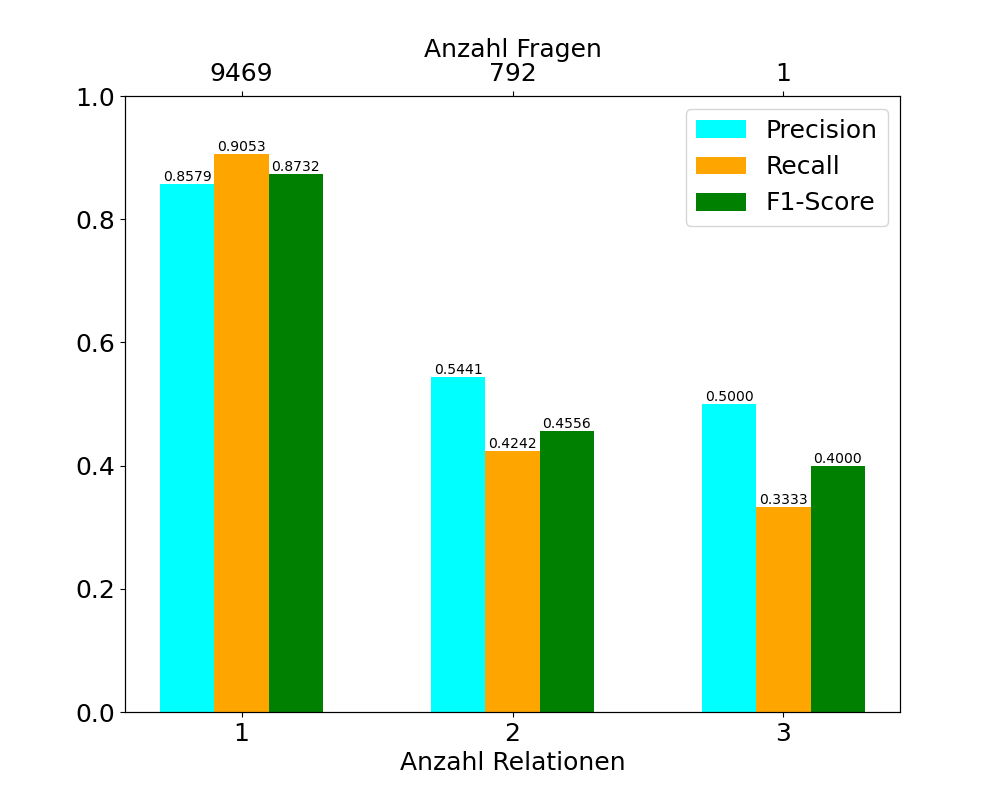 Anzahl Fragen
9469 792 1
1.0
0.8
0.6
0.4
0.2
0.0
Precision
Recall
F1-Score
0.8579 0.9053 0.8732
0.5441 0.4242 0.4556
0.5000 0.3333 0.4000
1 2 3
Anzahl Relationen